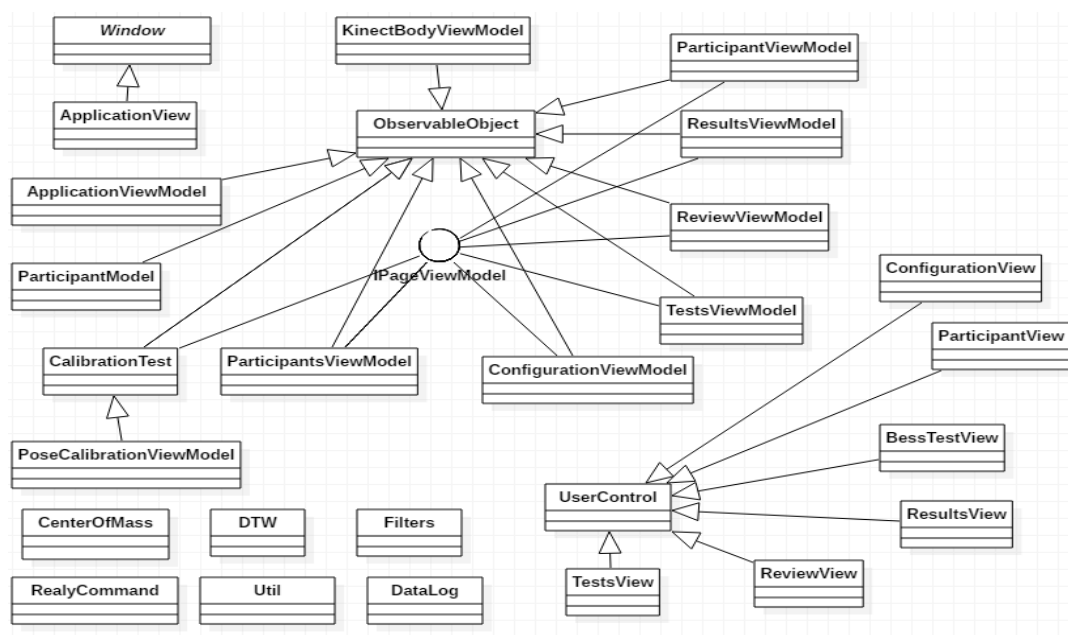 Window
KinectBodyViewModel
ParticipantViewModel
ApplicationView
ObservableObject
ResultsViewModel
ApplicationViewModel
ReviewViewModel
ParticipantModel
IPageViewModel
ConfigurationView
TestsViewModel
ParticipantView
CalibrationTest
ParticipantsViewModel
ConfigurationViewModel
BessTestView
PoseCalibrationViewModel
UserControl
ResultsView
CenterOfMass
DTW
Filters
TestsView
ReviewView
RealyCommand
Util
DataLog